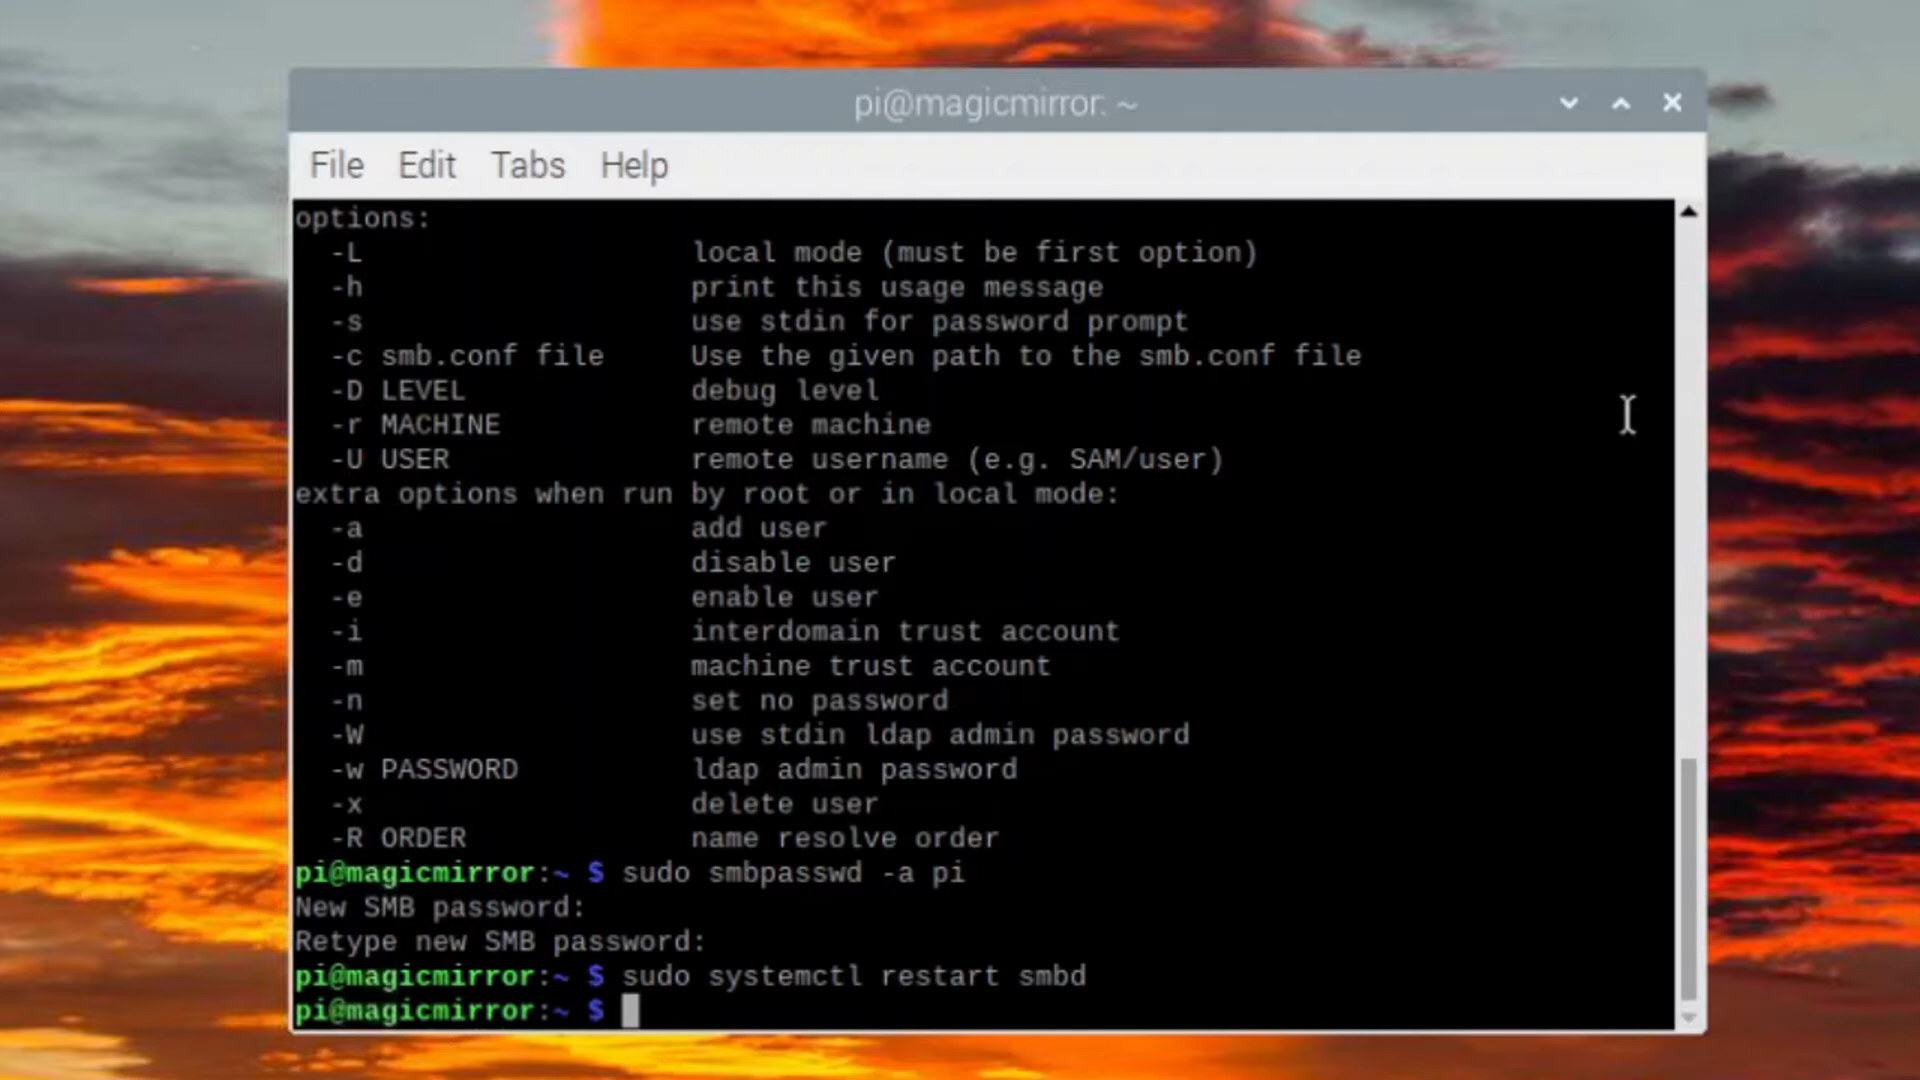 pi@magicmirror: ~
File Edit Tabs Help
options:
-L local mode (must be first option)
-h print this usage message
-s use stdin for password prompt
-c smb.conf file Use the given path to the smb.conf file
-D LEVEL debug level
-r MACHINE remote machine
-U USER remote username (e.g. SAM/user)
extra options when run by root or in local mode:
-a add user
-d disable user
-e enable user
-i interdomain trust account
-m machine trust account
-n set no password
-W use stdin ldap admin password
-w PASSWORD ldap admin password
-x delete user
-R ORDER name resolve order
pi@magicmirror:~ $ sudo smbpasswd -a pi
New SMB password:
Retype new SMB password:
pi@magicmirror:~ $ sudo systemctl restart smbd
pi@magicmirror:~ $